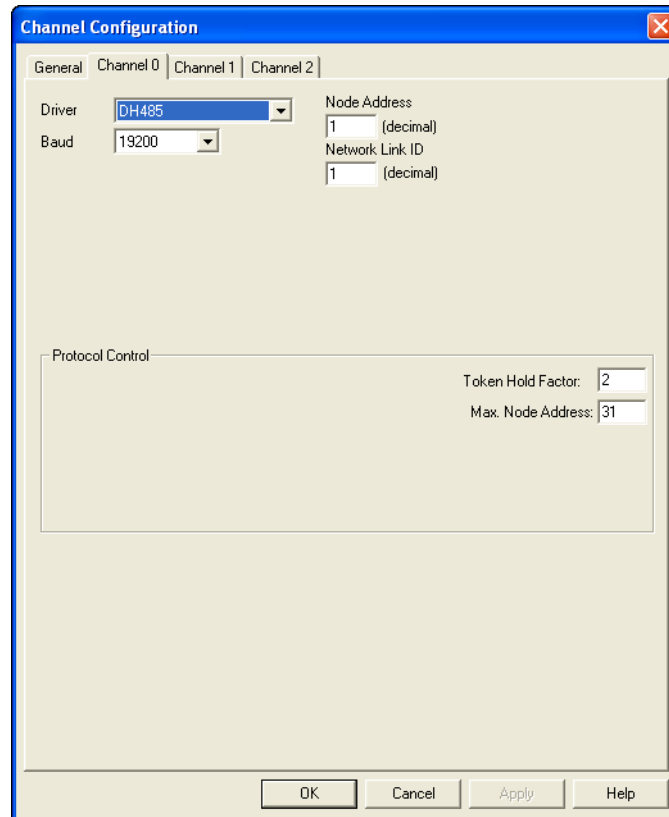 Channel Configuration
General Channel 0 Channel 1 Channel 2
Driver DH485
Baud 19200
Node Address
1 (decimal)
Network Link ID
1 (decimal)
Protocol Control
Token Hold Factor: 2
Max. Node Address: 31
OK Cancel Apply Help